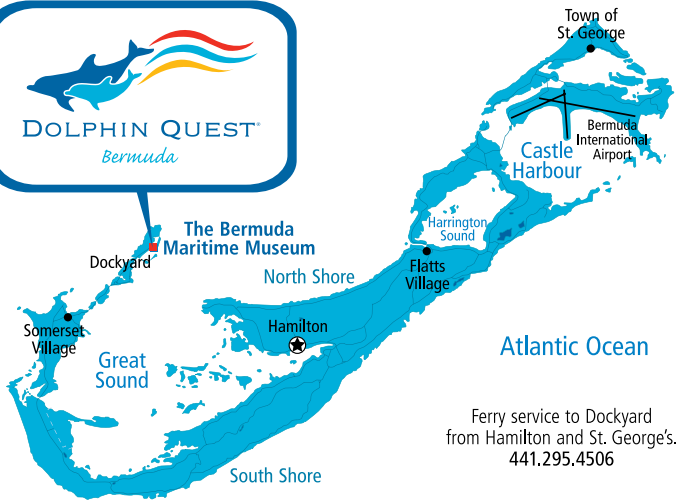 DOLPHIN QUEST®
Bermuda
Town of
St. George
Bermuda
International
Airport
Castle
Harbour
Harrington
Sound
The Bermuda
Maritime Museum
Dockyard
North Shore
Flatts
Village
Somerset
Village
Hamilton
Great
Sound
Atlantic Ocean
South Shore
Ferry service to Dockyard
from Hamilton and St. George's.
441.295.4506